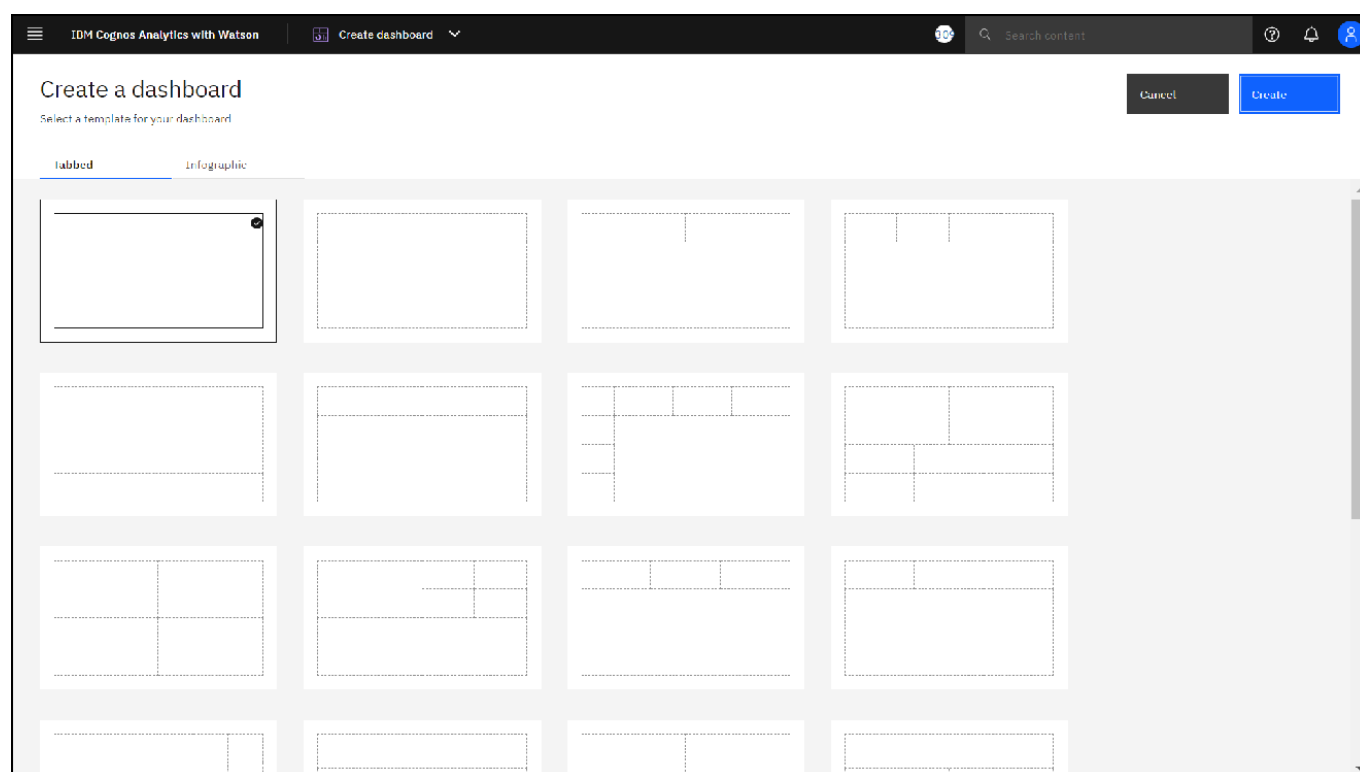 IBM Cognos Analytics with Watson
Create dashboard
Search content
Create a dashboard
Cancel
Create
Select a template for your dashboard
Tabbed
Infographic